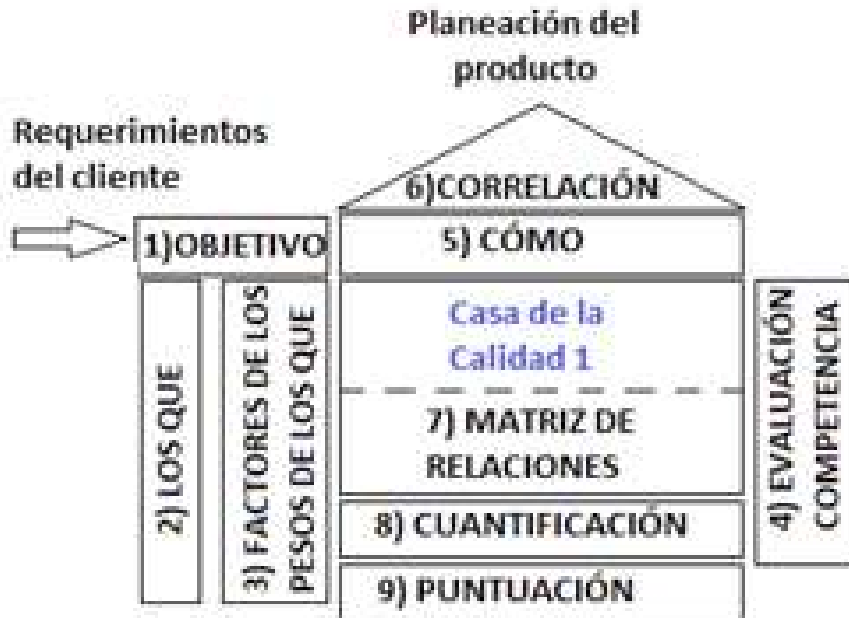 Planeación del
producto
Requerimientos
del cliente
6)CORRELACIÓN
1)OBJETIVO
5) CÓMO
2) LOS QUE
3) FACTORES DE LOS
PESOS DE LOS QUE
Casa de la
Calidad 1
7) MATRIZ DE
RELACIONES
8) CUANTIFICACIÓN
9) PUNTUACIÓN
4) EVALUACIÓN
COMPETENCIA